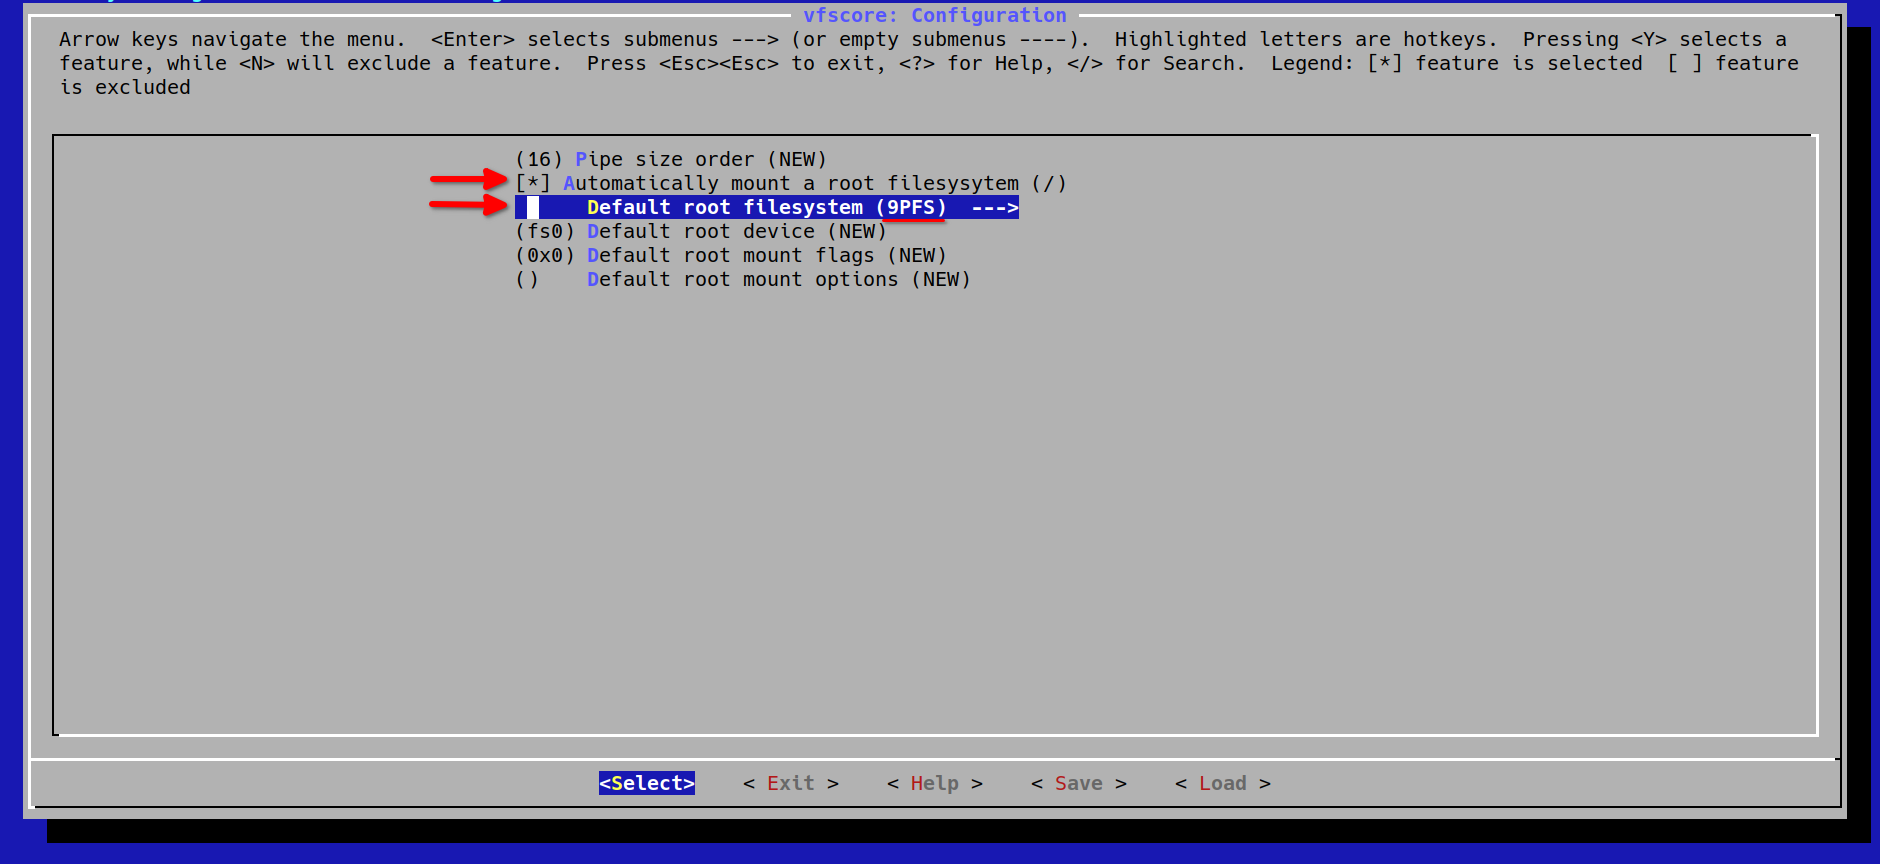 vfscore: Configuration
Arrow keys navigate the menu.  <Enter> selects submenus ---> (or empty submenus ----).  Highlighted letters are hotkeys.  Pressing <Y> selects a
feature, while <N> will exclude a feature.  Press <Esc><Esc> to exit, <?> for Help, </> for Search.  Legend: [*] feature is selected  [ ] feature
is excluded
(16) Pipe size order (NEW)
[*] Automatically mount a root filesysytem (/)
Default root filesystem (9PFS)  --->
(fs0) Default root device (NEW)
(0x0) Default root mount flags (NEW)
()    Default root mount options (NEW)
<Select>    < Exit >    < Help >    < Save >    < Load >